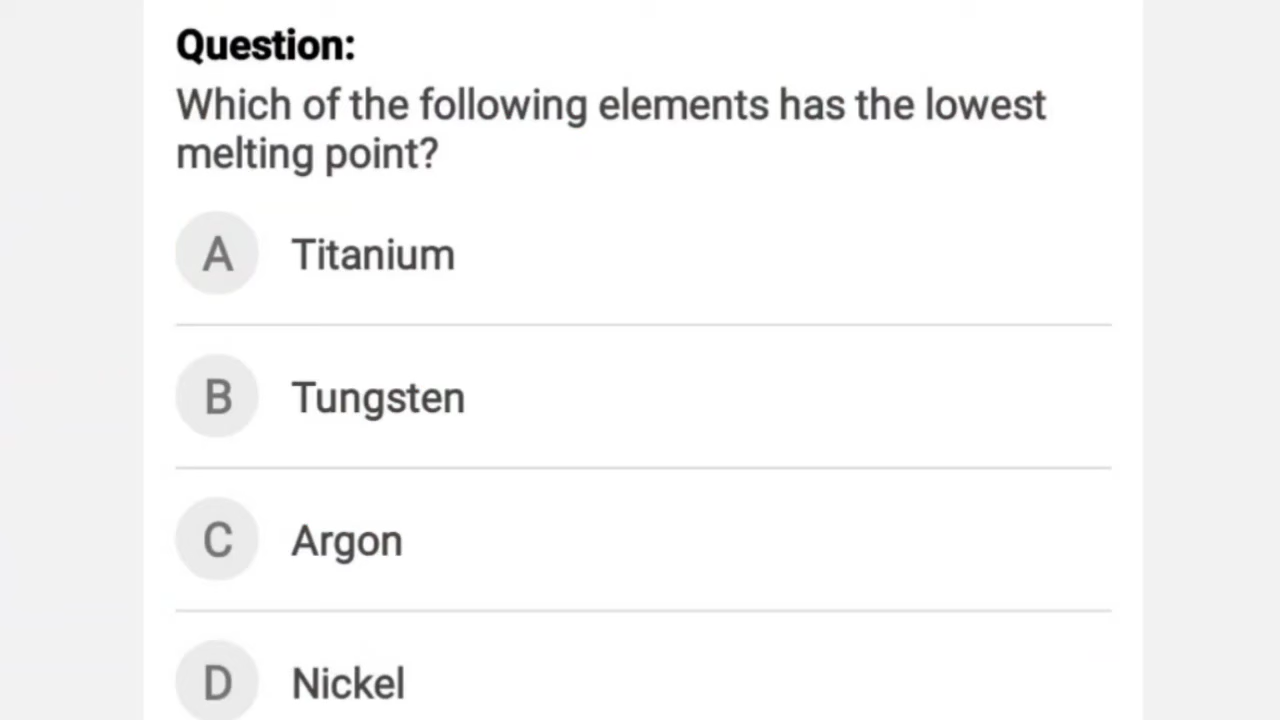 Question:
Which of the following elements has the lowest
melting point?
A Titanium
B Tungsten
C Argon
D Nickel